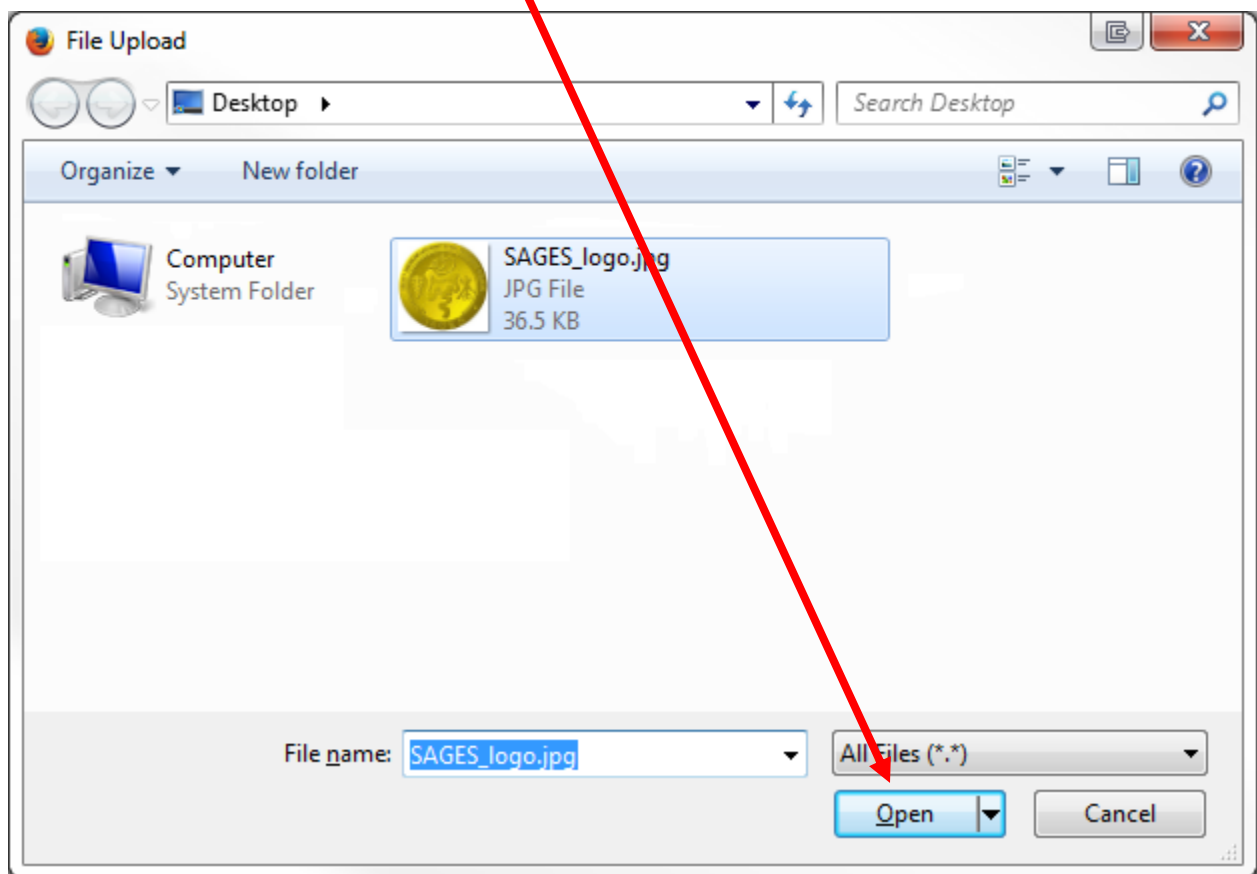 File Upload
Desktop
Search Desktop
Organize
New folder
Computer
System Folder
SAGES_logo.jpg
JPG File
36.5 KB
File name: SAGES_logo.jpg
All Files (*.*)
Open
Cancel